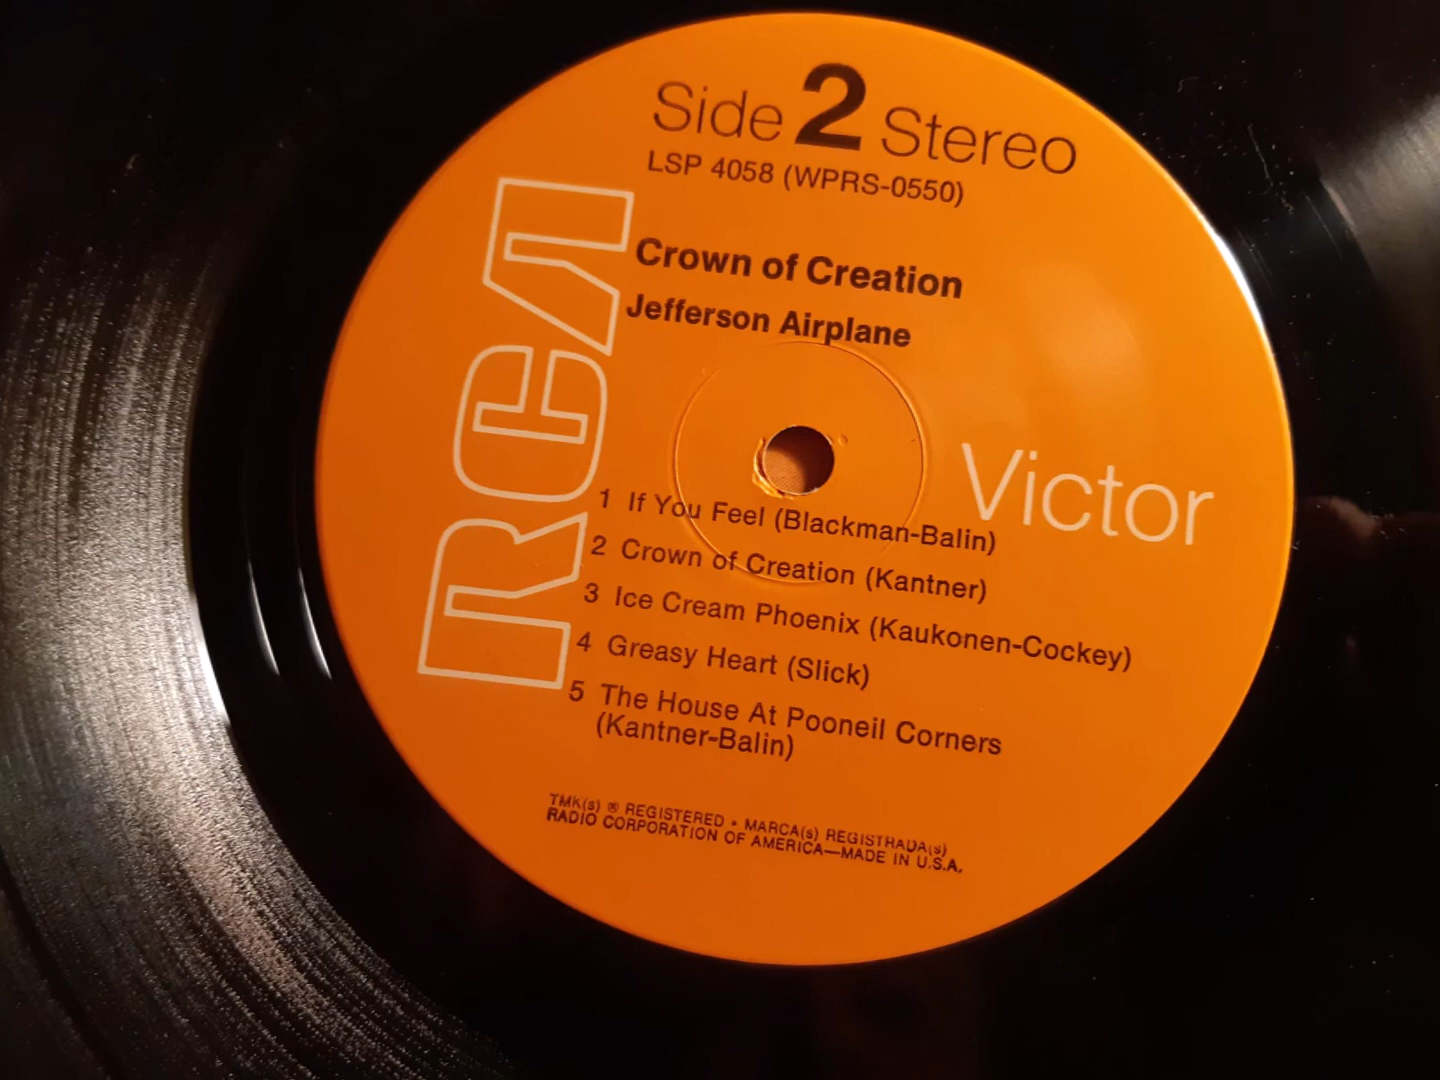 Side 2 Stereo
LSP 4058 (WPRS-0550)
RCA
Crown of Creation
Jefferson Airplane
Victor
1 If You Feel (Blackman-Balin)
2 Crown of Creation (Kantner)
3 Ice Cream Phoenix (Kaukonen-Cockey)
4 Greasy Heart (Slick)
5 The House At Pooneil Corners
(Kantner-Balin)
TMK(s) ® REGISTERED • MARCA(s) REGISTRADA(s)
RADIO CORPORATION OF AMERICA—MADE IN U.S.A.